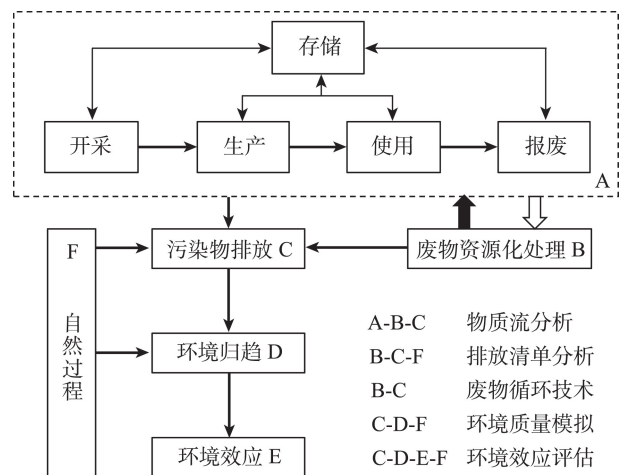 存储
开采
生产
使用
报废
A
F
污染物排放 C
废物资源化处理 B
自然过程
环境归趋 D
环境效应 E
A-B-C 物质流分析
B-C-F 排放清单分析
B-C 废物循环技术
C-D-F 环境质量模拟
C-D-E-F 环境效应评估